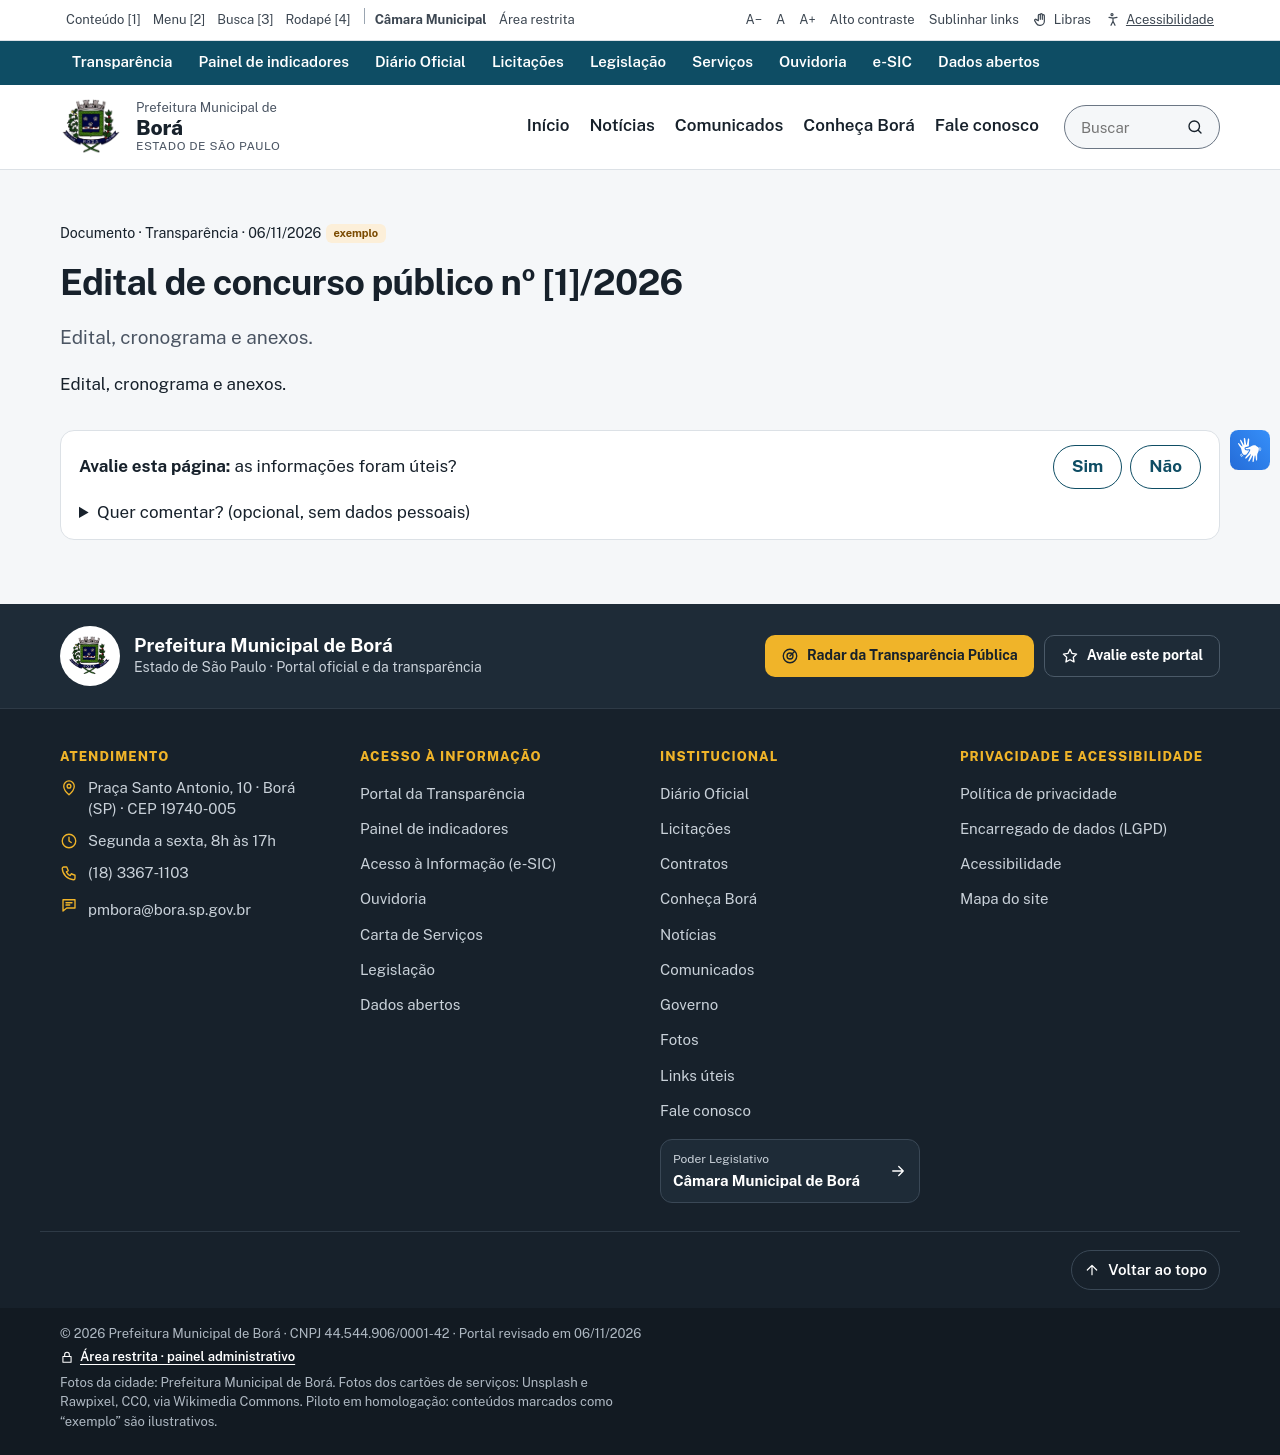 Conteúdo [1] Menu [2] Busca [3] Rodapé [4] Câmara Municipal Área restrita A− A A+ Alto contraste Sublinhar links Libras Acessibilidade
Transparência Painel de indicadores Diário Oficial Licitações Legislação Serviços Ouvidoria e-SIC Dados abertos
Prefeitura Municipal de
Borá
ESTADO DE SÃO PAULO
Início Notícias Comunicados Conheça Borá Fale conosco Buscar
Documento · Transparência · 06/11/2026 exemplo
Edital de concurso público nº [1]/2026
Edital, cronograma e anexos.
Edital, cronograma e anexos.
Avalie esta página: as informações foram úteis? Sim Não
Quer comentar? (opcional, sem dados pessoais)
Prefeitura Municipal de Borá
Estado de São Paulo · Portal oficial e da transparência
Radar da Transparência Pública Avalie este portal
ATENDIMENTO
Praça Santo Antonio, 10 · Borá
(SP) · CEP 19740-005
Segunda a sexta, 8h às 17h
(18) 3367-1103
pmbora@bora.sp.gov.br
ACESSO À INFORMAÇÃO
Portal da Transparência
Painel de indicadores
Acesso à Informação (e-SIC)
Ouvidoria
Carta de Serviços
Legislação
Dados abertos
INSTITUCIONAL
Diário Oficial
Licitações
Contratos
Conheça Borá
Notícias
Comunicados
Governo
Fotos
Links úteis
Fale conosco
Poder Legislativo
Câmara Municipal de Borá
PRIVACIDADE E ACESSIBILIDADE
Política de privacidade
Encarregado de dados (LGPD)
Acessibilidade
Mapa do site
Voltar ao topo
© 2026 Prefeitura Municipal de Borá · CNPJ 44.544.906/0001-42 · Portal revisado em 06/11/2026
Área restrita · painel administrativo
Fotos da cidade: Prefeitura Municipal de Borá. Fotos dos cartões de serviços: Unsplash e
Rawpixel, CC0, via Wikimedia Commons. Piloto em homologação: conteúdos marcados como
“exemplo” são ilustrativos.